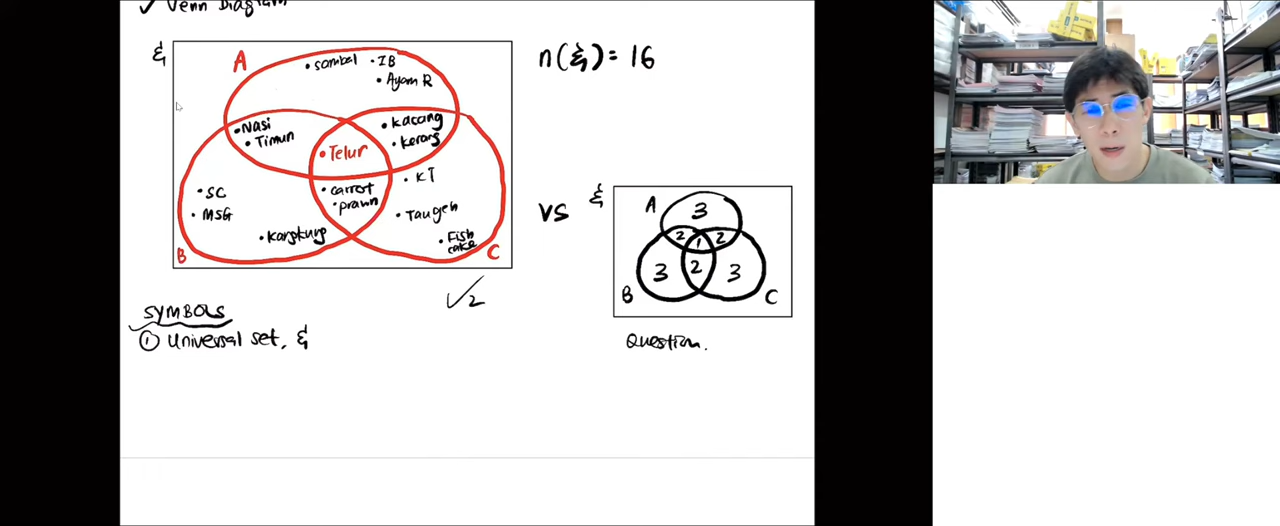 ✓ Venn Diagram
ξ
A
• sambal • IB
• Ayam R
n(ξ) = 16
• Nasi
• Timun
• Kacang
• Kerang
• Telur
• carrot
• prawn
• KT
• SC
• MSG
• Taugeh
• Kangkung
• Fish
cake
B
C
✓2
VS
ξ
A
3
2
2
1
3
2
3
B
C
Question.
SYMBOLS
① Universal set, ξ